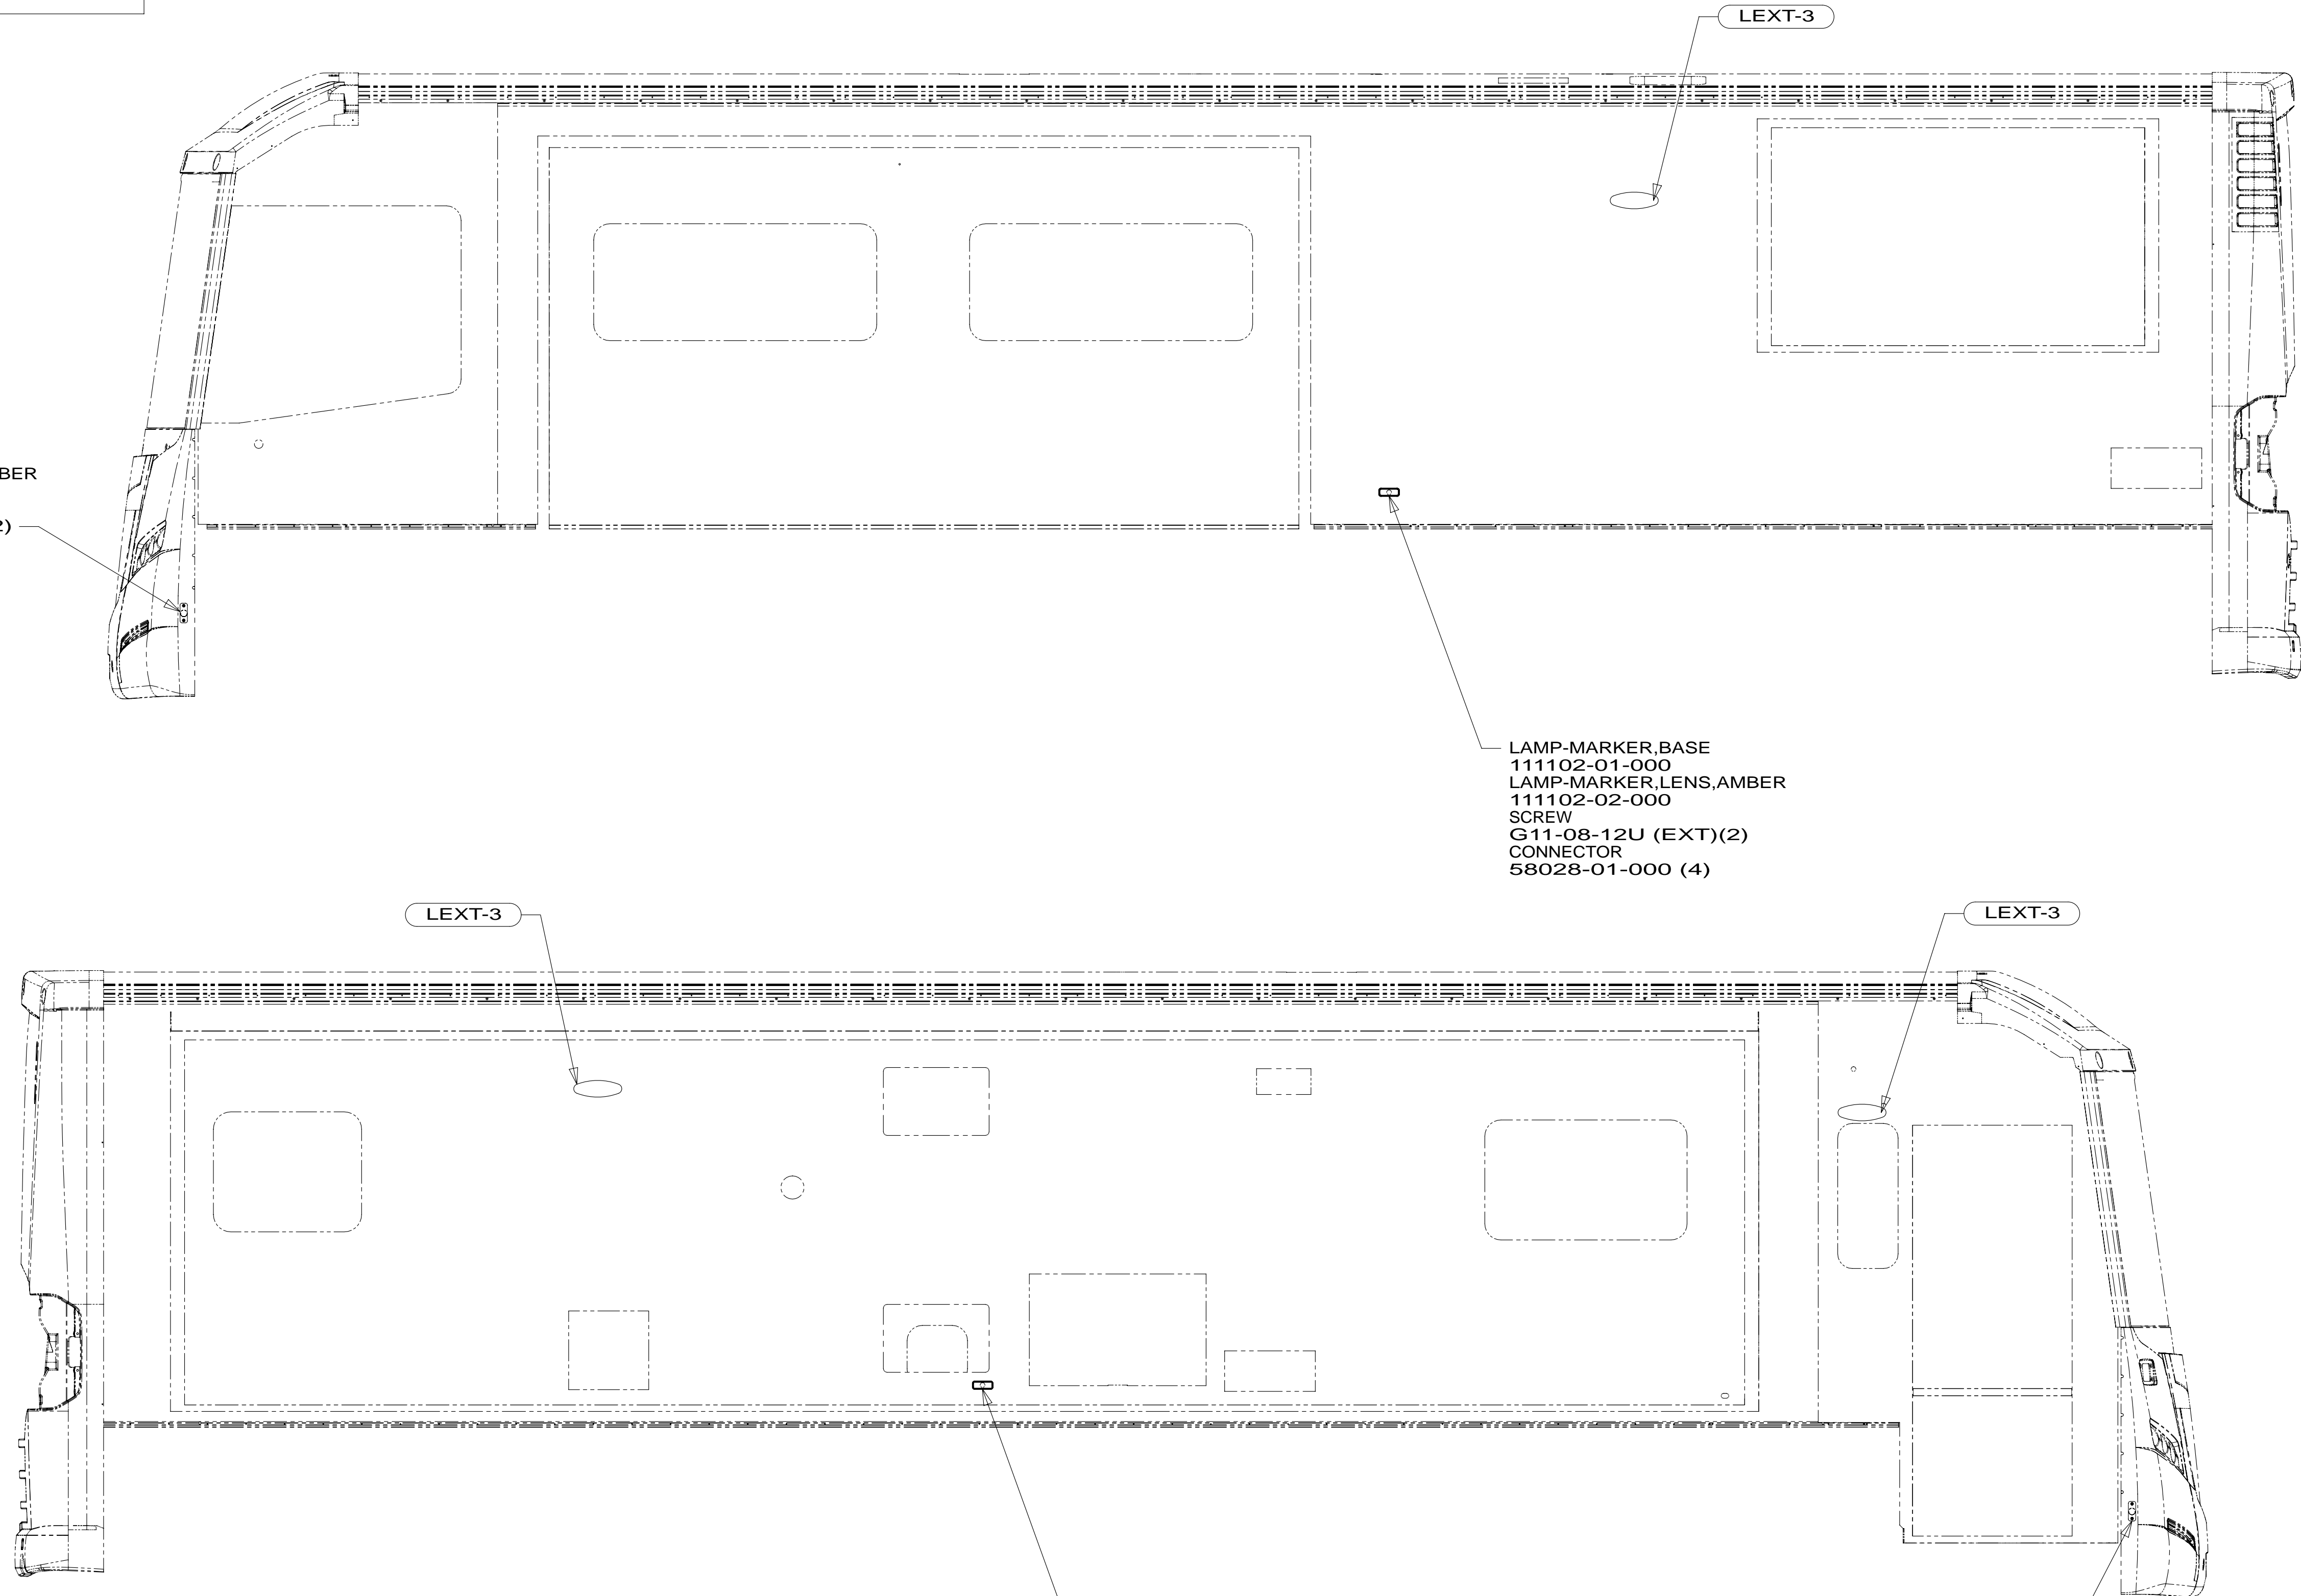 LEXT-3
BER
2)
LAMP-MARKER,BASE
111102-01-000
LAMP-MARKER,LENS,AMBER
111102-02-000
SCREW
G11-08-12U (EXT)(2)
CONNECTOR
58028-01-000 (4)
LEXT-3
LEXT-3